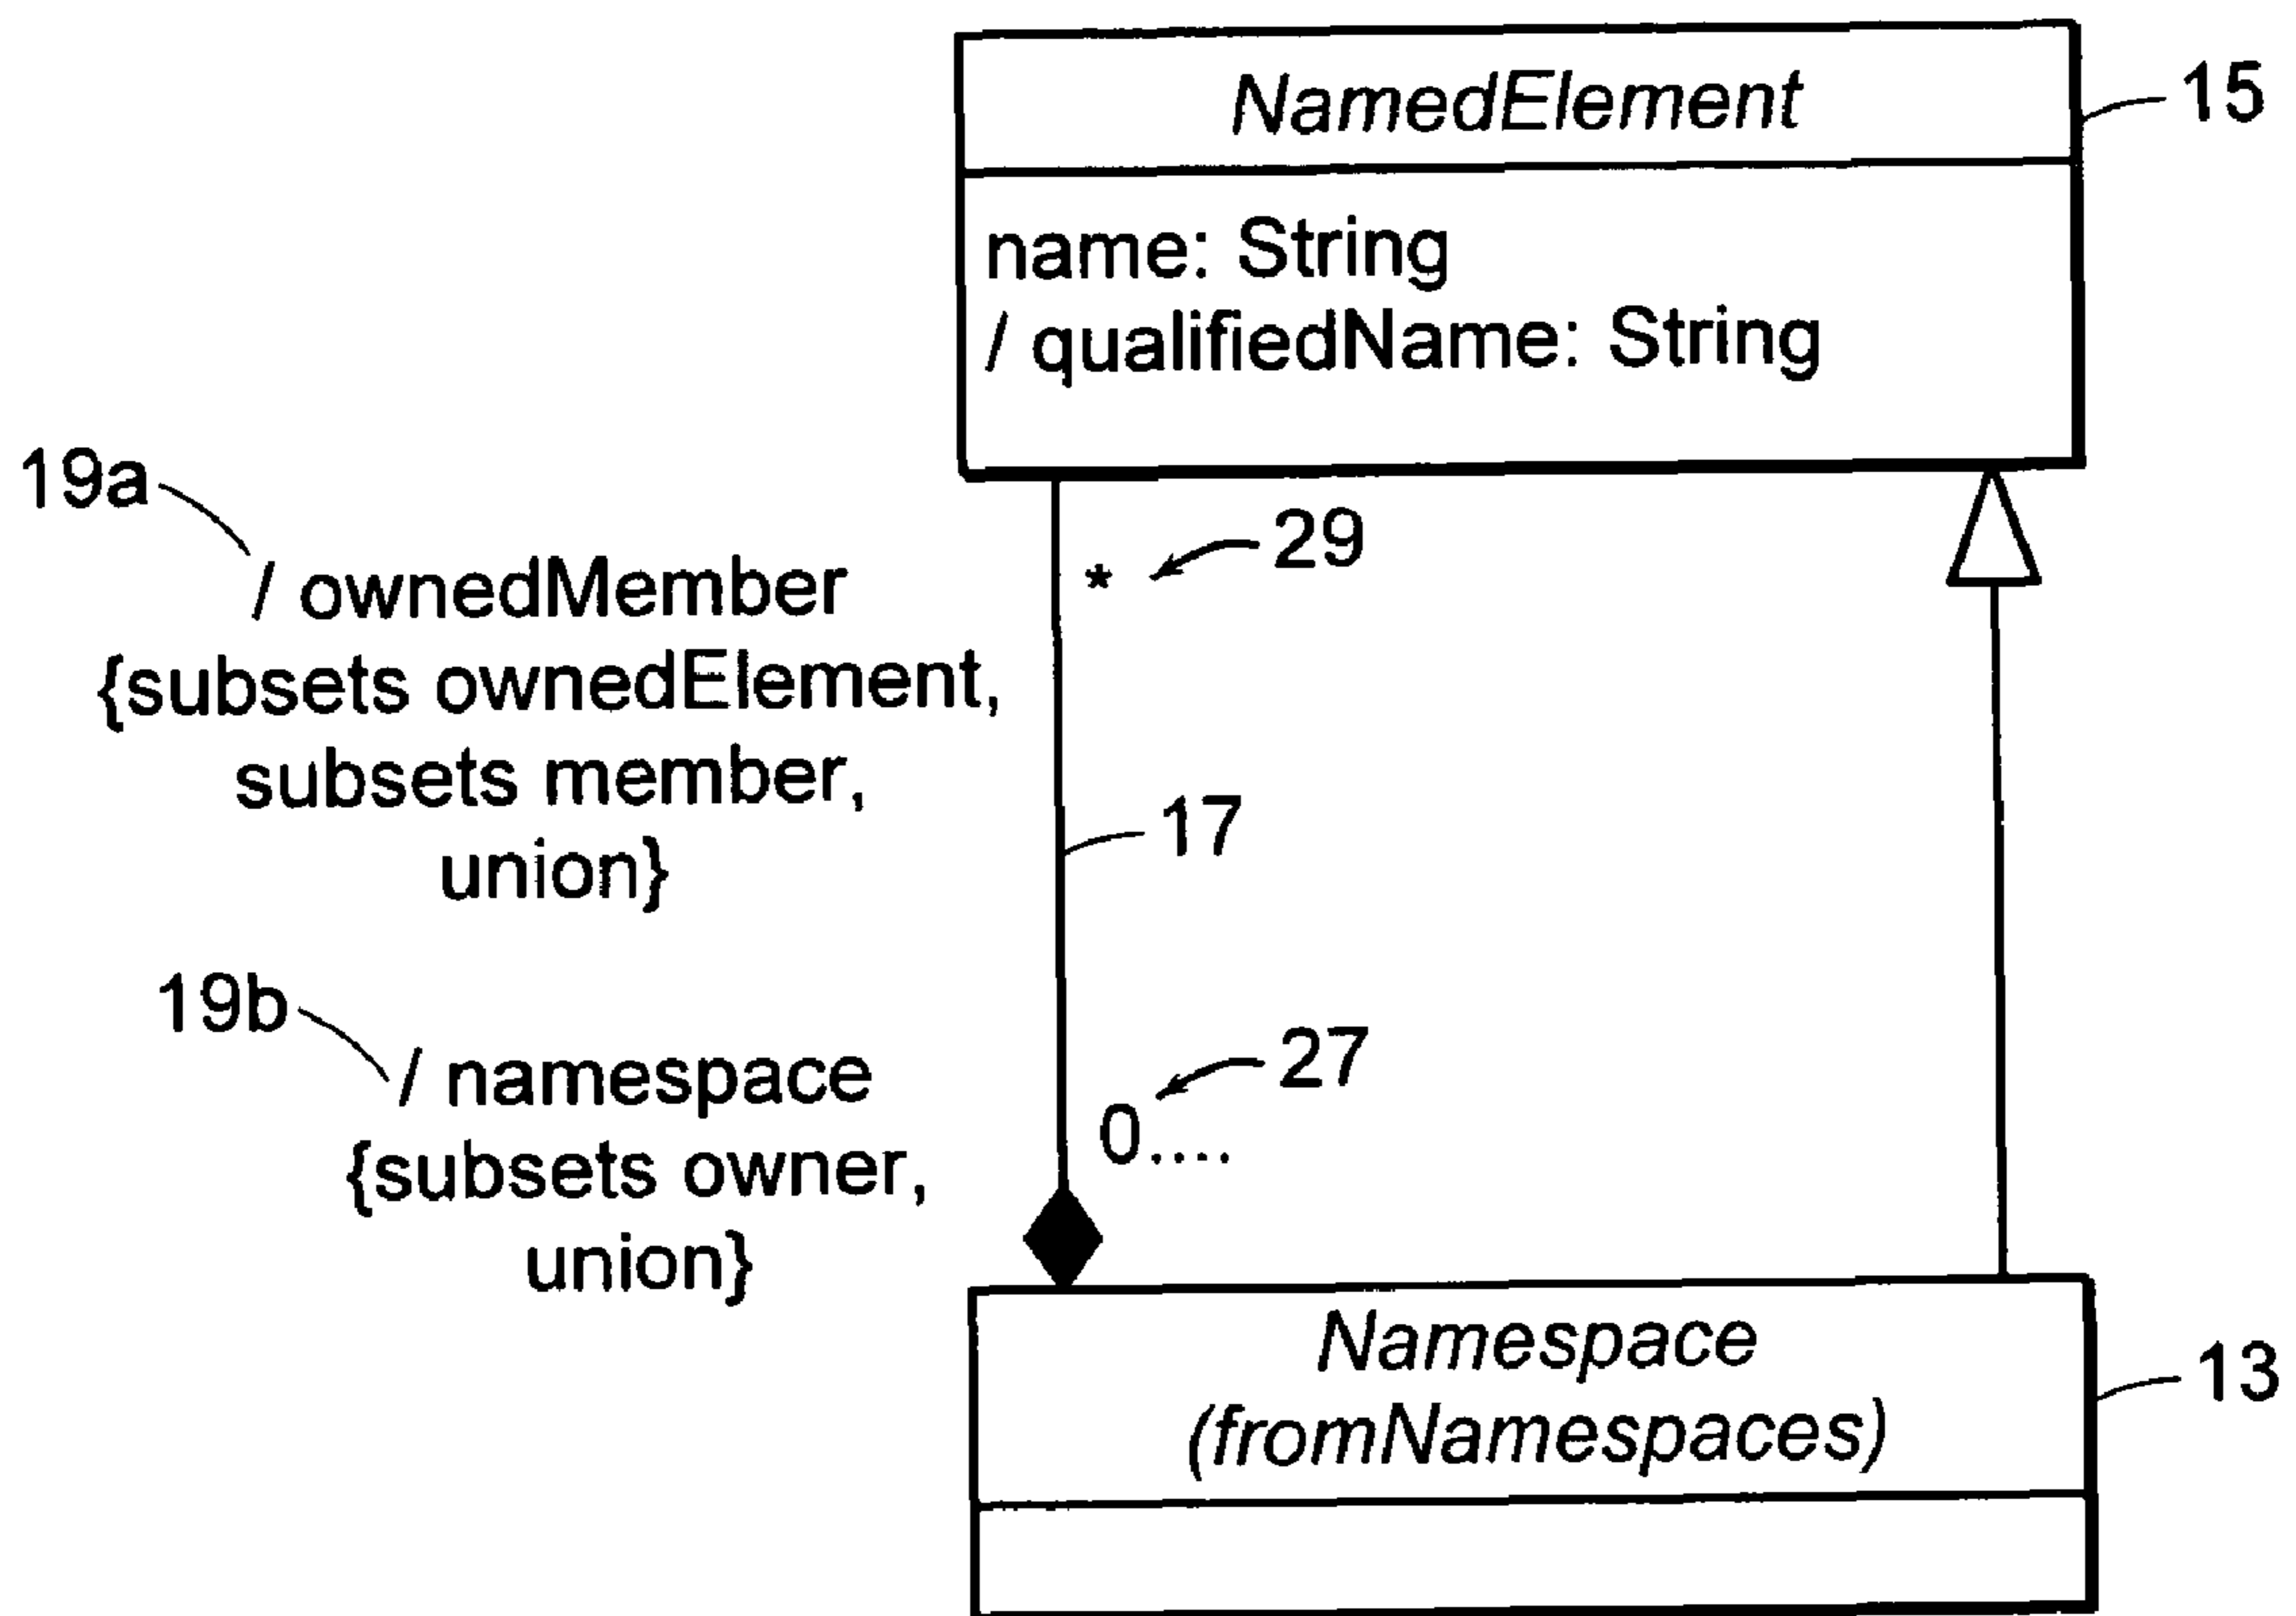 NamedElement
15
name: String
/ qualifiedName: String
19a
* 29
/ ownedMember
{subsets ownedElement,
subsets member,
union}
17
19b
27
/ namespace
0....
{subsets owner,
union}
Namespace
(fromNamespaces)
13